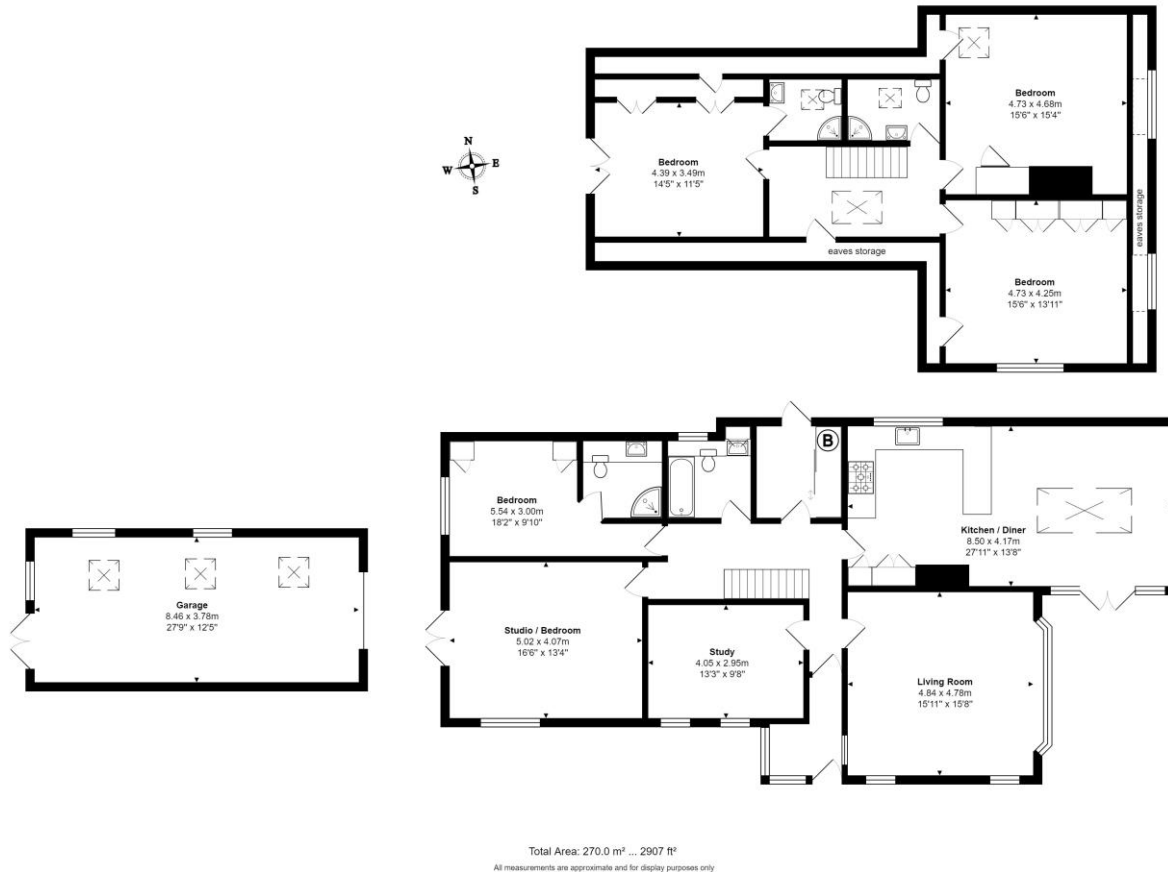 Bedroom
4.73 x 4.68m
15'6" x 15'4"
N
W E
S
Bedroom
4.39 x 3.49m
14'5" x 11'5"
eaves storage
eaves storage
Bedroom
4.73 x 4.25m
15'6" x 13'11"
B
Bedroom
5.54 x 3.00m
18'2" x 9'10"
Kitchen / Diner
8.50 x 4.17m
27'11" x 13'8"
Garage
8.46 x 3.78m
27'9" x 12'5"
Studio / Bedroom
5.02 x 4.07m
16'6" x 13'4"
Study
4.05 x 2.95m
13'3" x 9'8"
Living Room
4.84 x 4.78m
15'11" x 15'8"
Total Area: 270.0 m² ... 2907 ft²
All measurements are approximate and for display purposes only